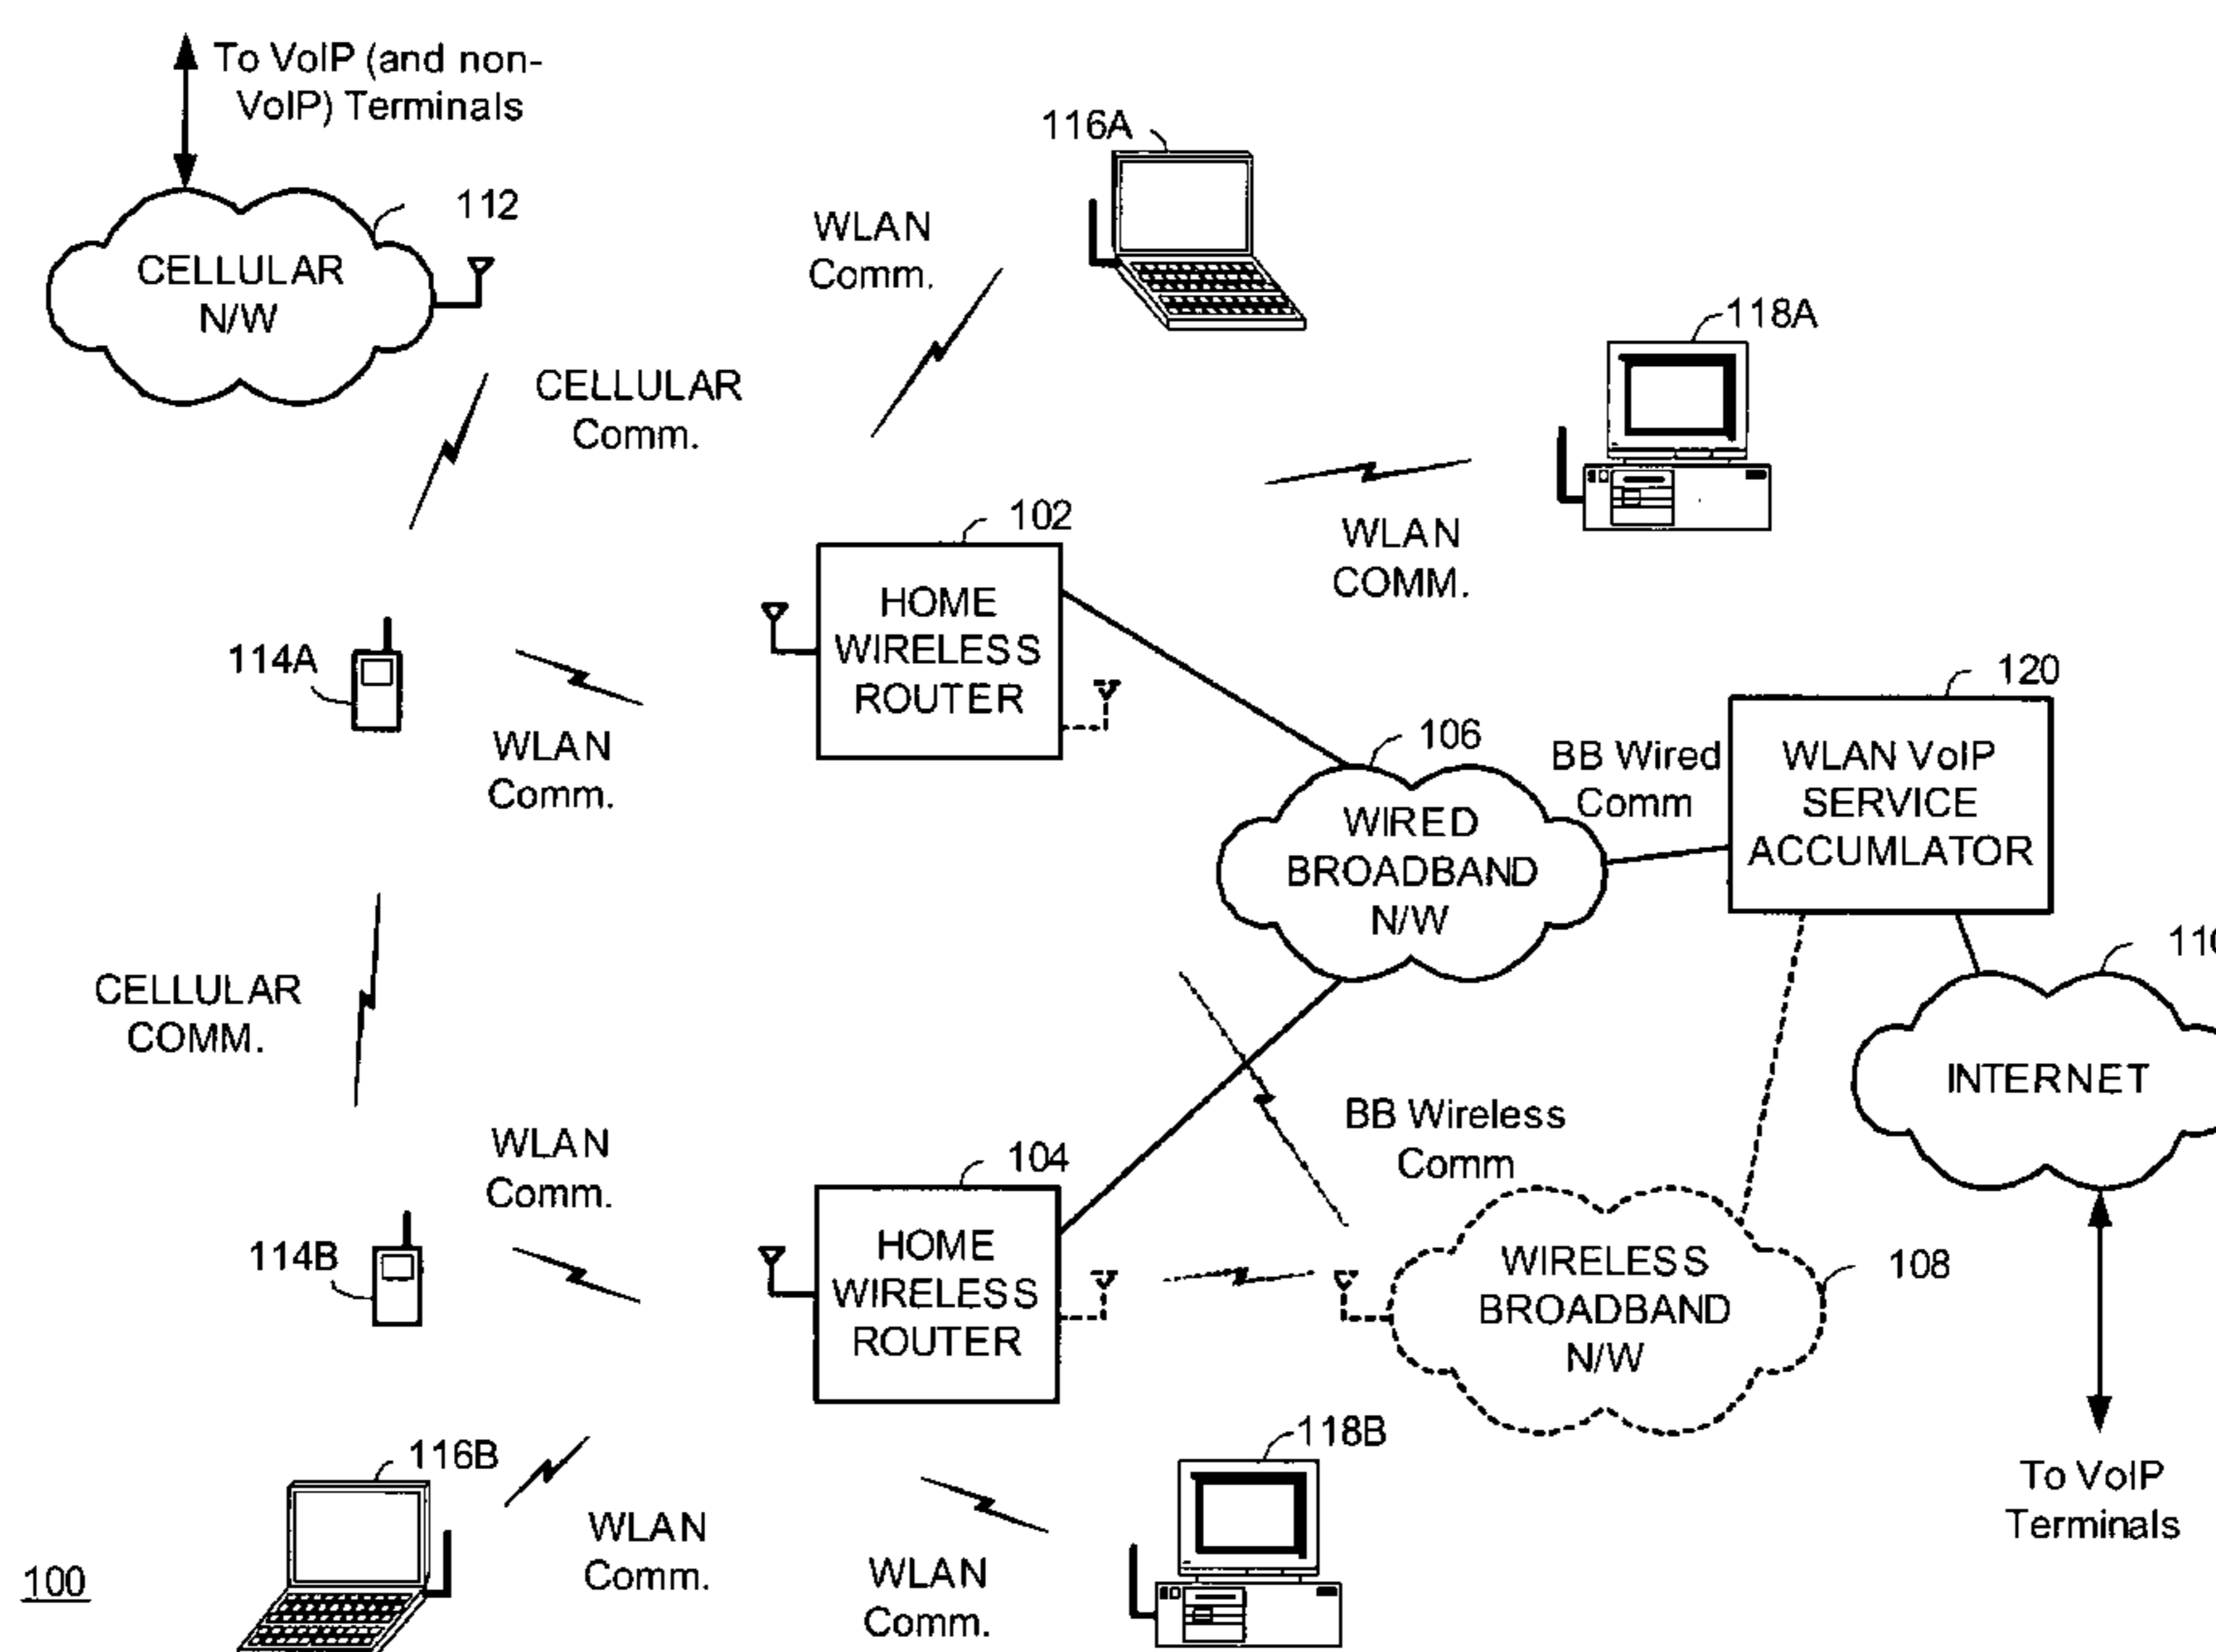 To VoIP (and non-
VoIP) Terminals
116A
112
WLAN
Comm.
CELLULAR
N/W
118A
CELLULAR
Comm.
102
WLAN
COMM.
HOME
WIRELESS
ROUTER
114A
120
WLAN
Comm.
106
BB Wired
Comm
WLAN VoIP
SERVICE
ACCUMLATOR
WIRED
BROADBAND
N/W
CELLULAR
COMM.
INTERNET
BB Wireless
Comm
WLAN
Comm.
104
114B
HOME
WIRELESS
ROUTER
WIRELESS
BROADBAND
N/W
108
116B
118B
To VoIP
Terminals
WLAN
Comm.
WLAN
Comm.
100